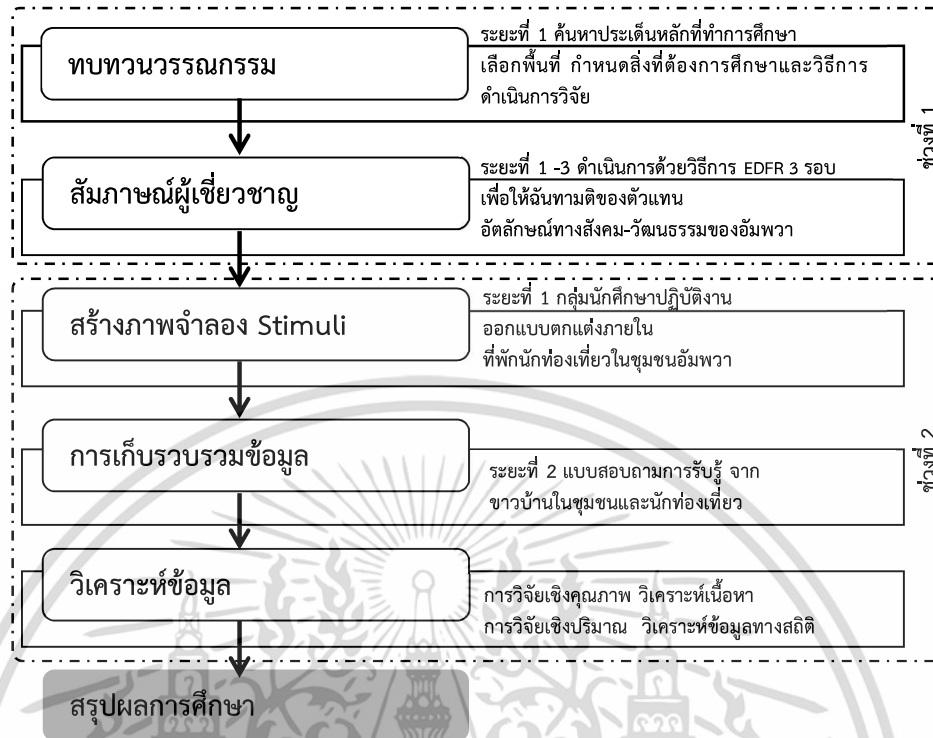 ระยะที่ 1 ค้นหาประเด็นหลักที่ทำการศึกษา
ทบทวนวรรณกรรม
เลือกพื้นที่ กำหนดสิ่งที่ต้องการศึกษาและวิธีการ
ดำเนินการวิจัย
ช่วงที่ 1
ระยะที่ 1 -3 ดำเนินการด้วยวิธีการ EDFR 3 รอบ
สัมภาษณ์ผู้เชี่ยวชาญ
เพื่อให้ฉันทามติของตัวแทน
อัตลักษณ์ทางสังคม-วัฒนธรรมของอัมพวา
ระยะที่ 1 กลุ่มนักศึกษาปฏิบัติงาน
สร้างภาพจำลอง Stimuli
ออกแบบตกแต่งภายใน
ที่พักนักท่องเที่ยวในชุมชนอัมพวา
ช่วงที่ 2
การเก็บรวบรวมข้อมูล
ระยะที่ 2 แบบสอบถามการรับรู้ จาก
ขาวบ้านในชุมชนและนักท่องเที่ยว
วิเคราะห์ข้อมูล
การวิจัยเชิงคุณภาพ วิเคราะห์เนื้อหา
การวิจัยเชิงปริมาณ วิเคราะห์ข้อมูลทางสถิติ
สรุปผลการศึกษา